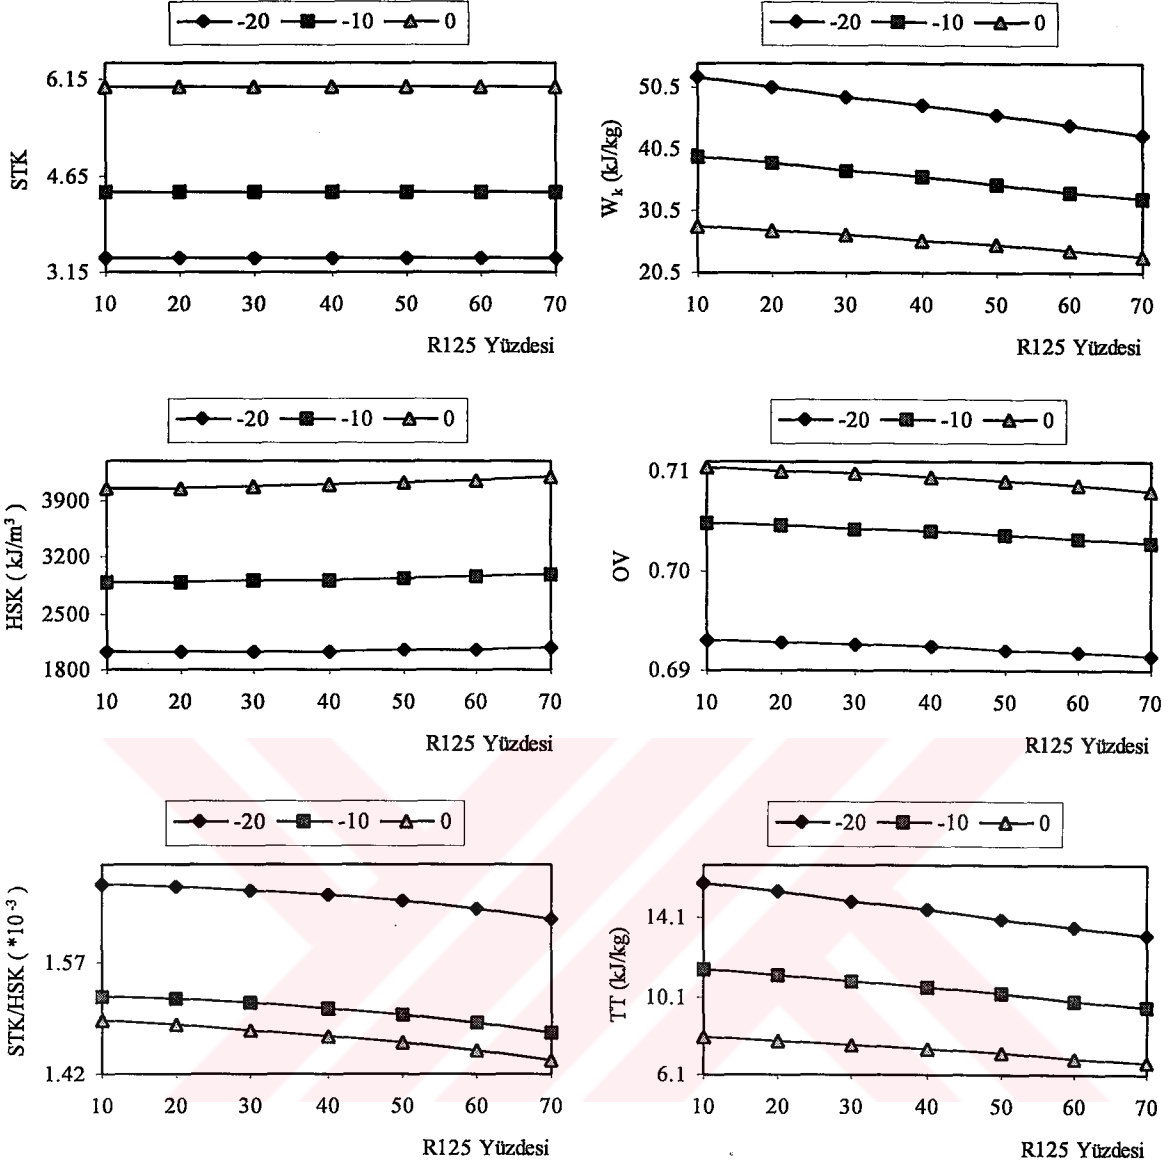 -20 -10 0
6.15
4.65
3.15
STK
10 20 30 40 50 60 70
R125 Yüzdesi
-20 -10 0
50.5
40.5
30.5
20.5
Wk (kJ/kg)
10 20 30 40 50 60 70
R125 Yüzdesi
-20 -10 0
3900
3200
2500
1800
HSK ( kJ/m³ )
10 20 30 40 50 60 70
R125 Yüzdesi
-20 -10 0
0.71
0.70
0.69
OV
10 20 30 40 50 60 70
R125 Yüzdesi
-20 -10 0
1.57
1.42
STK/HSK ( *10⁻³ )
10 20 30 40 50 60 70
R125 Yüzdesi
-20 -10 0
14.1
10.1
6.1
TT (kJ/kg)
10 20 30 40 50 60 70
R125 Yüzdesi